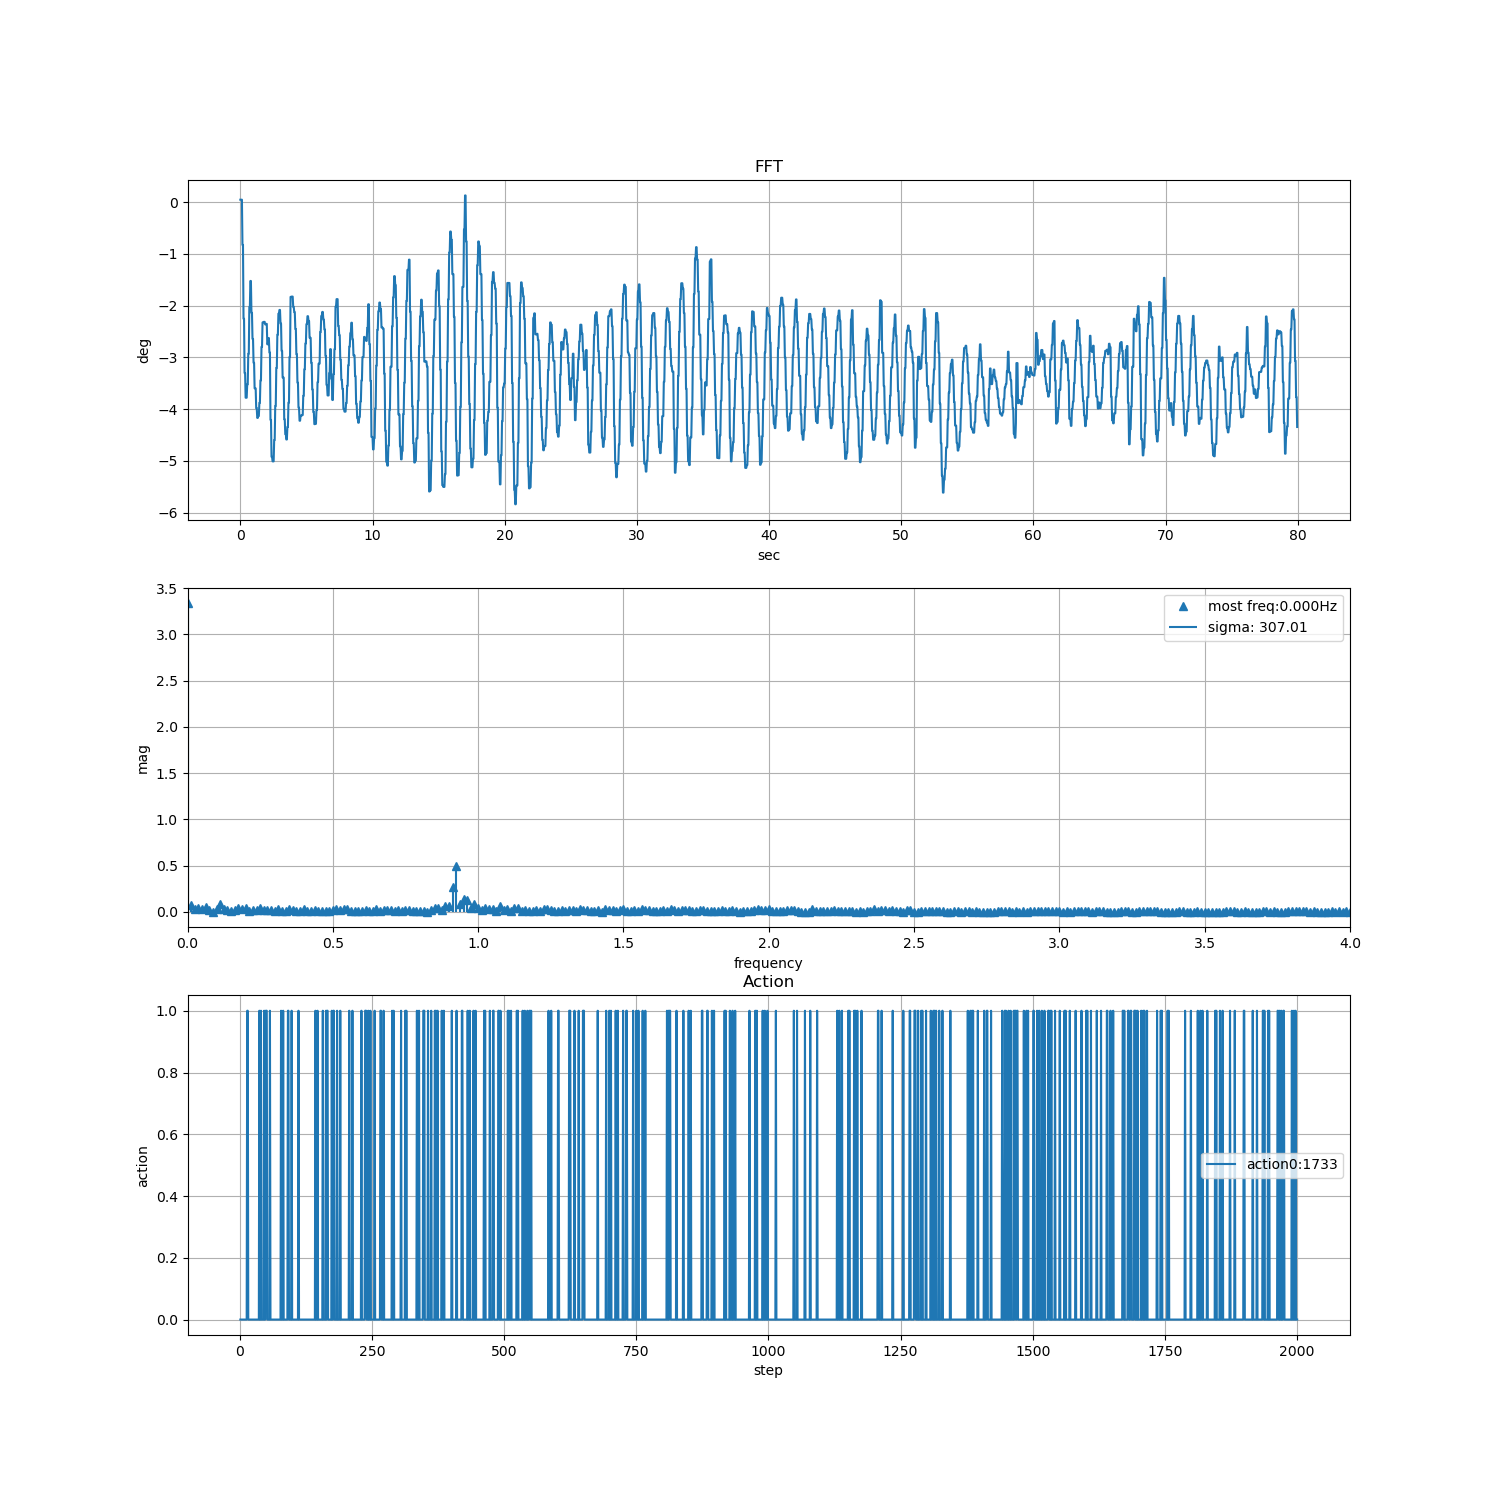 FFT
0
−1
−2
−3
−4
−5
−6
deg
0 10 20 30 40 50 60 70 80
sec
3.5
3.0
2.5
2.0
1.5
1.0
0.5
0.0
mag
most freq:0.000Hz
sigma: 307.01
0.0 0.5 1.0 1.5 2.0 2.5 3.0 3.5 4.0
frequency
Action
1.0
0.8
0.6
0.4
0.2
0.0
action
action0:1733
0 250 500 750 1000 1250 1500 1750 2000
step